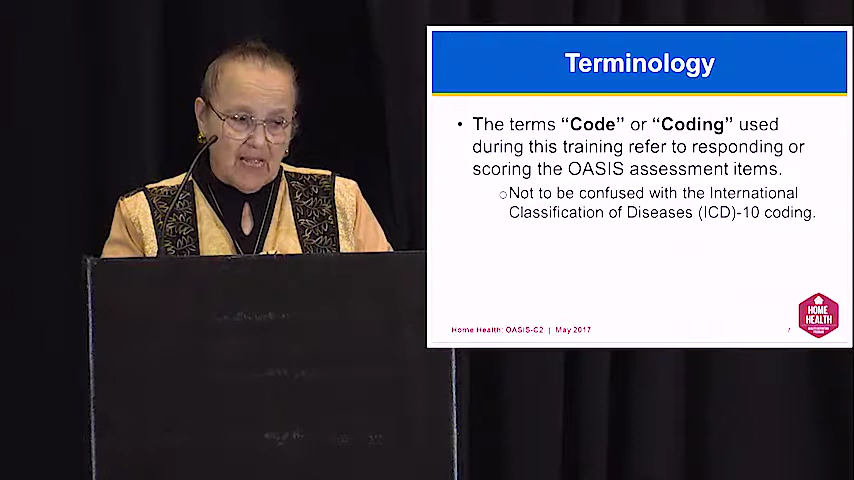 Terminology
• The terms “Code” or “Coding” used
during this training refer to responding or
scoring the OASIS assessment items.
○Not to be confused with the International
Classification of Diseases (ICD)-10 coding.
Home Health: OASIS-C2 | May 2017
7
HOME
HEALTH